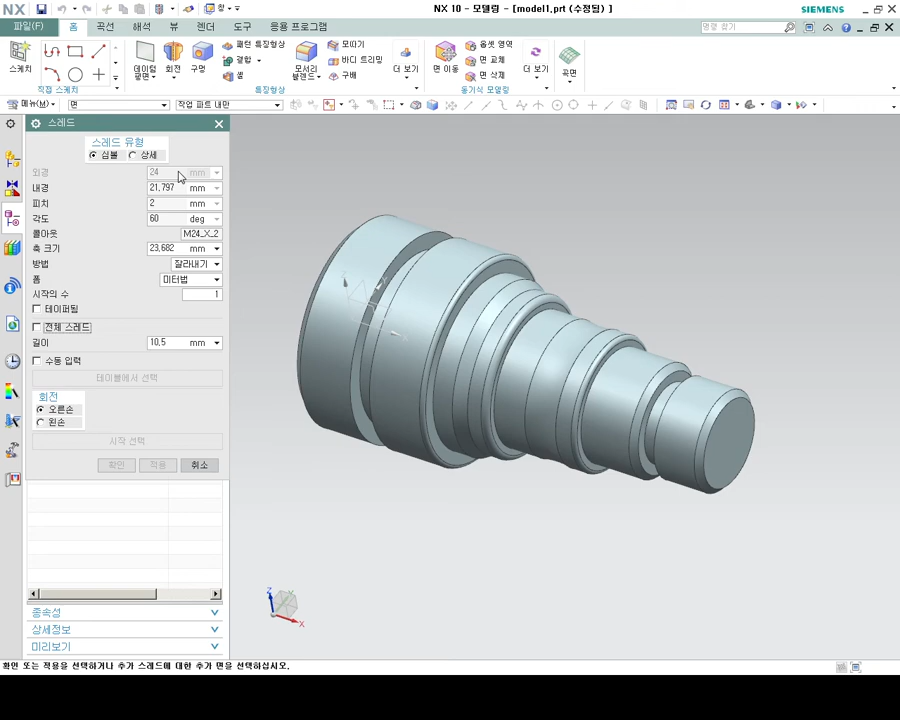 NX
창
NX 10 - 모델링 - [model1.prt (수정됨) ]
SIEMENS
파일(F)
홈
곡선
해석
뷰
렌더
도구
응용 프로그램
명령 찾기
스케치
직접 스케치
데이텀 평면
회전
구멍
패턴 특징형상
결합
쉘
모서리 블렌드
모따기
바디 트리밍
구배
더 보기
특징형상
면 이동
옵셋 영역
면 교체
면 삭제
더 보기
동기식 모델링
곡면
메뉴(M)
면
작업 파트 내만
스레드
스레드 유형
심볼 상세
외경 24 mm
내경 21.797 mm
피치 2 mm
각도 60 deg
콜아웃 M24_X_2
축 크기 23.682 mm
방법 잘라내기
폼 미터법
시작의 수 1
테이퍼됨
전체 스레드
길이 10.5 mm
수동 입력
테이블에서 선택
회전
오른손
왼손
시작 선택
확인 적용 취소
종속성
상세정보
미리보기
Z
X
확인 또는 적용을 선택하거나 추가 스레드에 대한 추가 면을 선택하십시오.